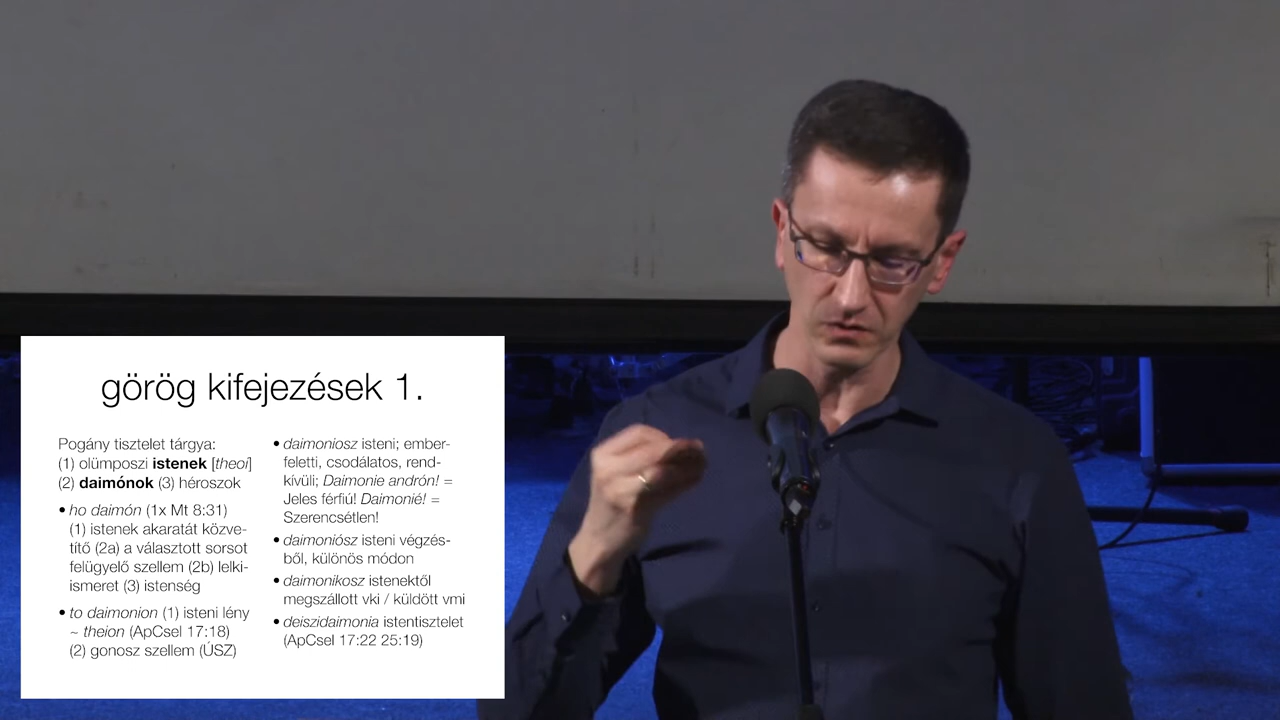 görög kifejezések 1.
Pogány tisztelet tárgya:
(1) olümposzi istenek [theoi]
(2) daimónok (3) héroszok
• ho daimón (1x Mt 8:31)
(1) istenek akaratát közve-
títő (2a) a választott sorsot
felügyelő szellem (2b) lelki-
ismeret (3) istenség
• to daimonion (1) isteni lény
~ theion (ApCsel 17:18)
(2) gonosz szellem (ÚSZ)
• daimoniosz isteni; ember-
feletti, csodálatos, rend-
kívüli; Daimonie andrón! =
Jeles férfiú! Daimonié! =
Szerencsétlen!
• daimoniósz isteni végzés-
ből, különös módon
• daimonikosz istenektől
megszállott vki / küldött vmi
• deiszidaimonia istentisztelet
(ApCsel 17:22 25:19)